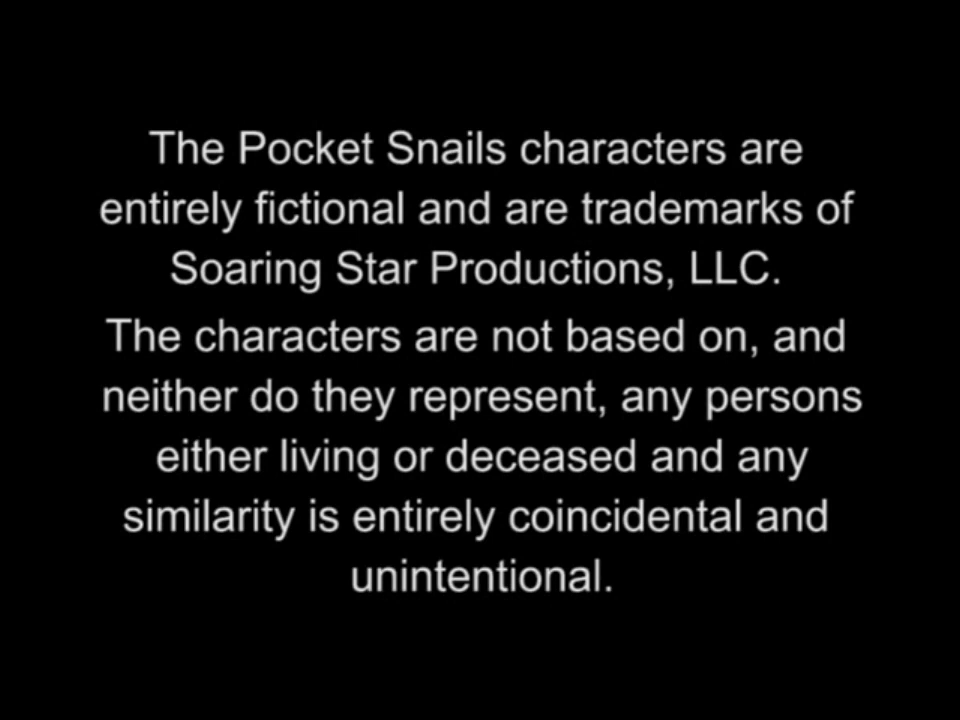 The Pocket Snails characters are
entirely fictional and are trademarks of
Soaring Star Productions, LLC.
The characters are not based on, and
neither do they represent, any persons
either living or deceased and any
similarity is entirely coincidental and
unintentional.